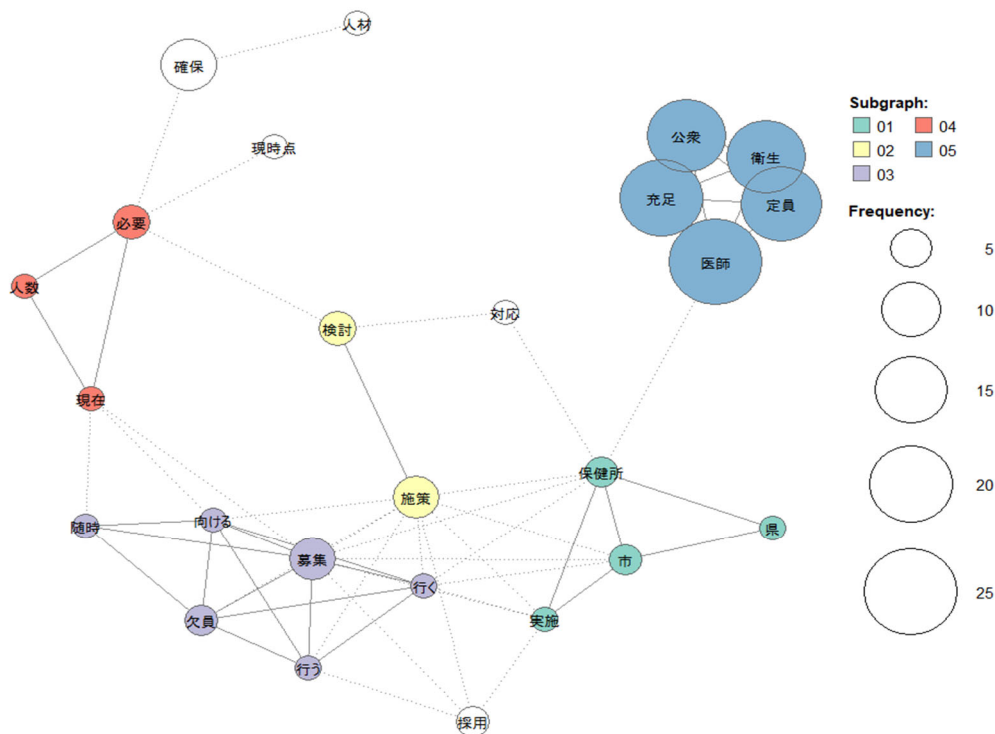 人材
確保
現時点
必要
人数
現在
検討
対応
公衆
衛生
充足
定員
医師
保健所
県
施策
随時
向ける
募集
市
行く
欠員
実施
行う
採用
Subgraph:
01 04
02 05
03
Frequency:
5
10
15
20
25